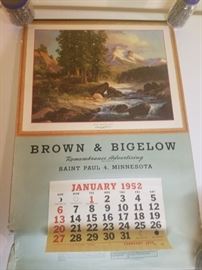 BROWN & BIGELOW
Remembrance Advertising
SAINT PAUL 4, MINNESOTA
JANUARY 1952
1 2 3 4 5
6 7 8 9 10 11 12
13 14 15 16 17 18 19
20 21 22 23 24 25 26
27 28 29 30 31